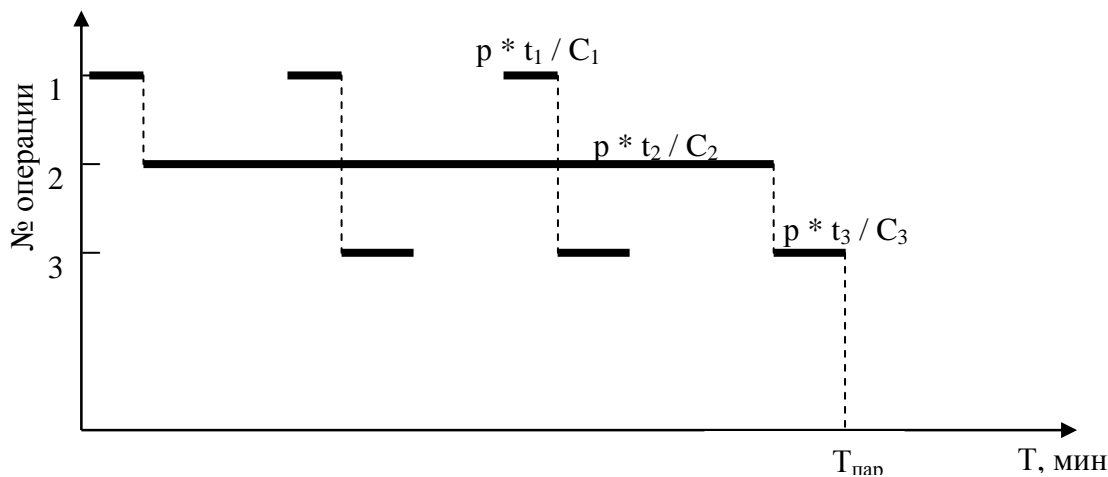 p * t₁ / C₁
1
№ операции
p * t₂ / C₂
2
p * t₃ / C₃
3
Tпар
T, мин